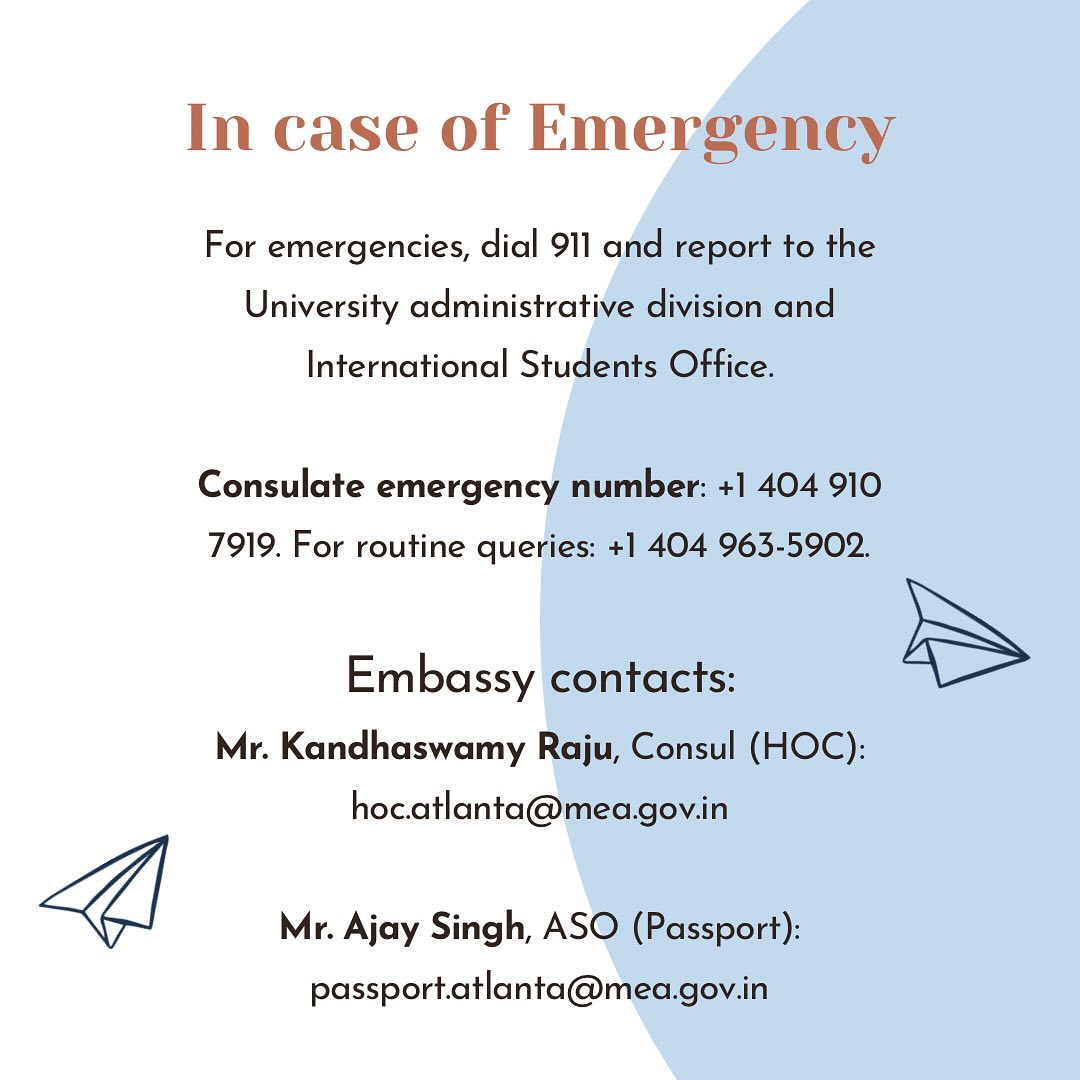 In case of Emergency
For emergencies, dial 911 and report to the
University administrative division and
International Students Office.
Consulate emergency number: +1 404 910
7919. For routine queries: +1 404 963-5902.
Embassy contacts:
Mr. Kandhaswamy Raju, Consul (HOC):
hoc.atlanta@mea.gov.in
Mr. Ajay Singh, ASO (Passport):
passport.atlanta@mea.gov.in